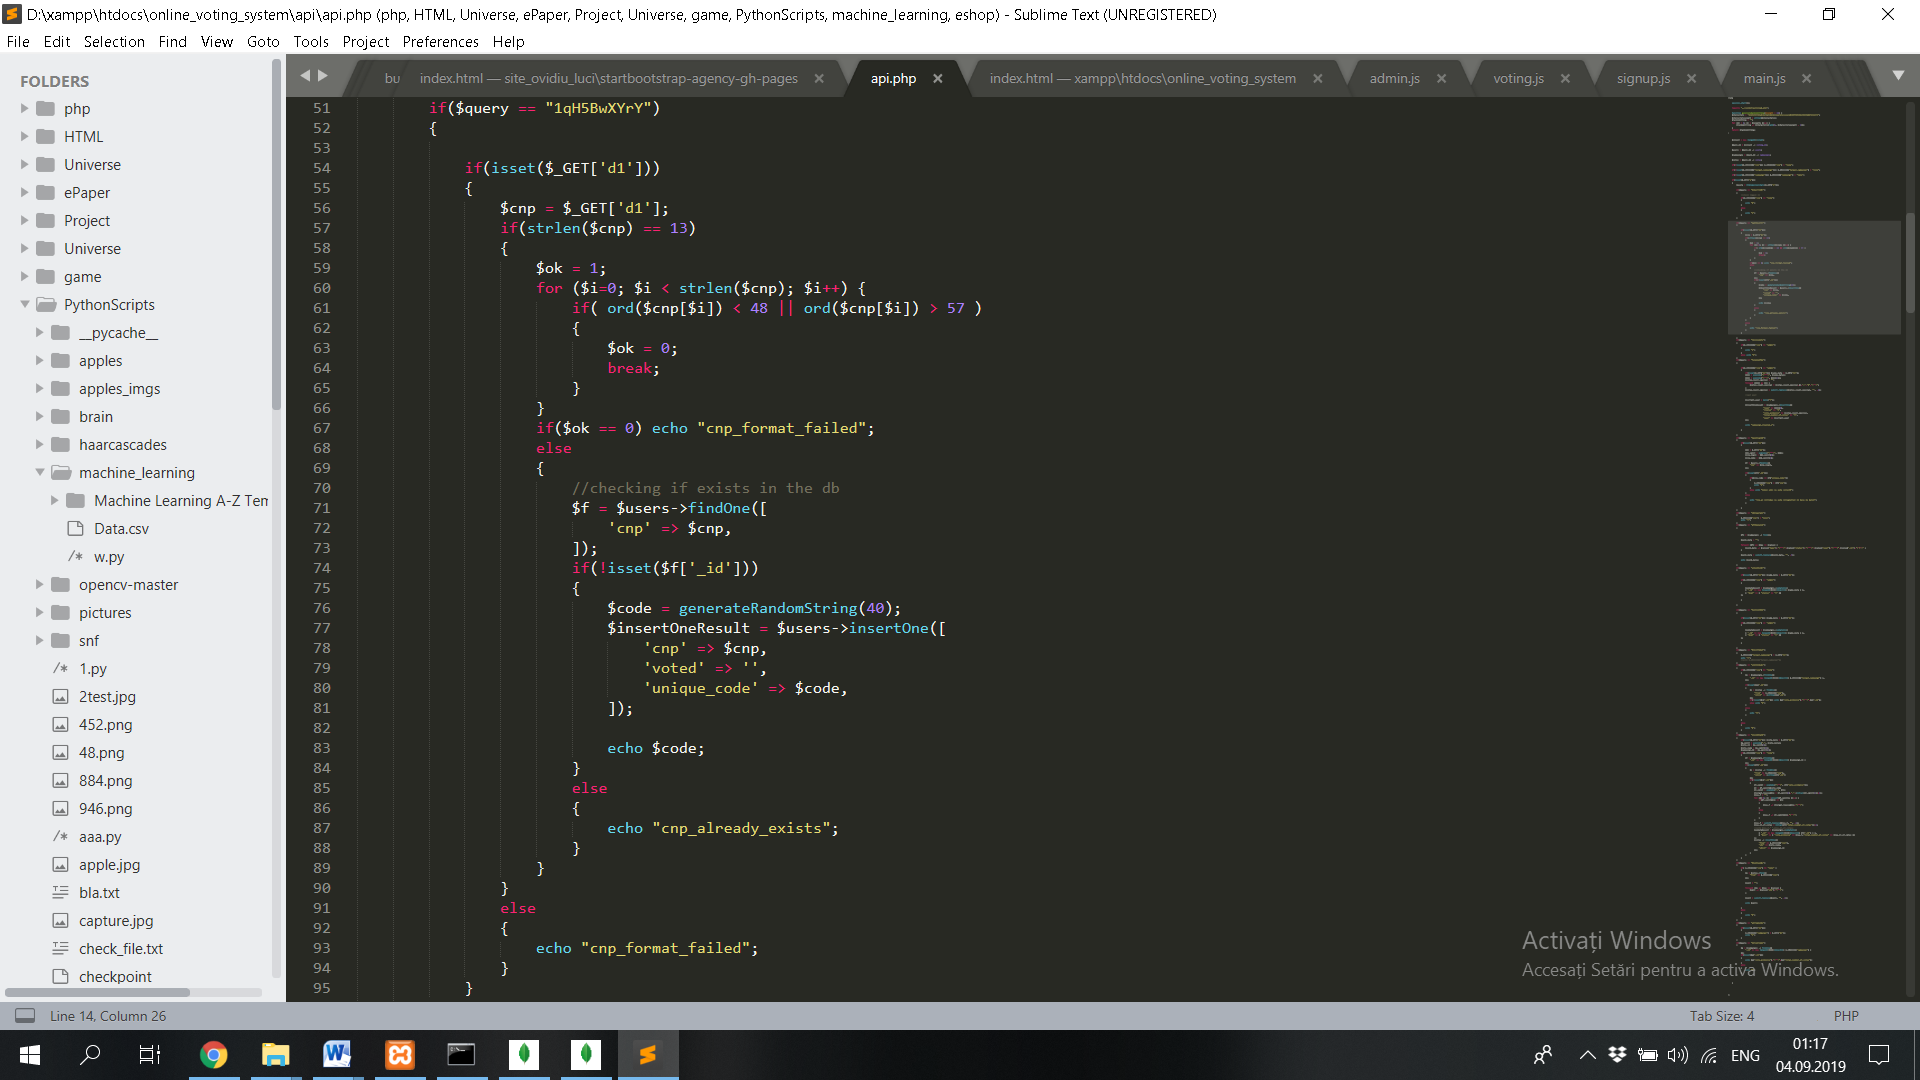 D:\xampp\htdocs\online_voting_system\api\api.php (php, HTML, Universe, ePaper, Project, Universe, game, PythonScripts, machine_learning, eshop) - Sublime Text (UNREGISTERED)
File Edit Selection Find View Goto Tools Project Preferences Help
FOLDERS
php
HTML
Universe
ePaper
Project
Universe
game
PythonScripts
__pycache__
apples
apples_imgs
brain
haarcascades
machine_learning
Machine Learning A-Z Tem
Data.csv
/* w.py
opencv-master
pictures
snf
/* 1.py
2test.jpg
452.png
48.png
884.png
946.png
/* aaa.py
apple.jpg
bla.txt
capture.jpg
check_file.txt
checkpoint
bu index.html — site_ovidiu_luci\startbootstrap-agency-gh-pages × api.php × index.html — xampp\htdocs\online_voting_system × admin.js × voting.js × signup.js × main.js ×
51 if($query == "1qH5BwXYrY")
52 {
53
54 if(isset($_GET['d1']))
55 {
56 $cnp = $_GET['d1'];
57 if(strlen($cnp) == 13)
58 {
59 $ok = 1;
60 for ($i=0; $i < strlen($cnp); $i++) {
61 if( ord($cnp[$i]) < 48 || ord($cnp[$i]) > 57 )
62 {
63 $ok = 0;
64 break;
65 }
66 }
67 if($ok == 0) echo "cnp_format_failed";
68 else
69 {
70 //checking if exists in the db
71 $f = $users->findOne([
72 'cnp' => $cnp,
73 ]);
74 if(!isset($f['_id']))
75 {
76 $code = generateRandomString(40);
77 $insertOneResult = $users->insertOne([
78 'cnp' => $cnp,
79 'voted' => '',
80 'unique_code' => $code,
81 ]);
82
83 echo $code;
84 }
85 else
86 {
87 echo "cnp_already_exists";
88 }
89 }
90 }
91 else
92 {
93 echo "cnp_format_failed";
94 }
95 }
Activați Windows
Accesați Setări pentru a activa Windows.
Line 14, Column 26
Tab Size: 4
PHP
ENG
01:17
04.09.2019